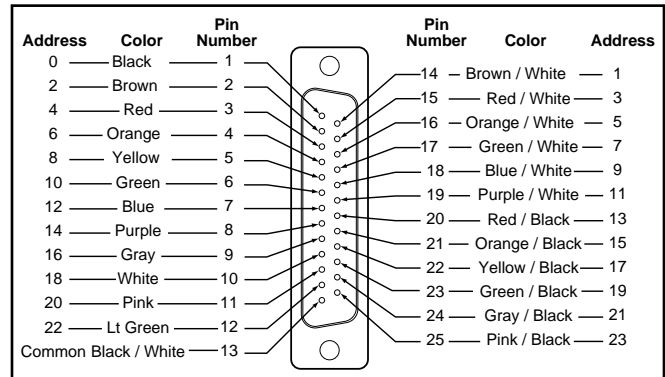 Address Color Pin Number
0 Black 1
2 Brown 2
4 Red 3
6 Orange 4
8 Yellow 5
10 Green 6
12 Blue 7
14 Purple 8
16 Gray 9
18 White 10
20 Pink 11
22 Lt Green 12
Common Black / White 13
Pin Number Color Address
14 Brown / White 1
15 Red / White 3
16 Orange / White 5
17 Green / White 7
18 Blue / White 9
19 Purple / White 11
20 Red / Black 13
21 Orange / Black 15
22 Yellow / Black 17
23 Green / Black 19
24 Gray / Black 21
25 Pink / Black 23